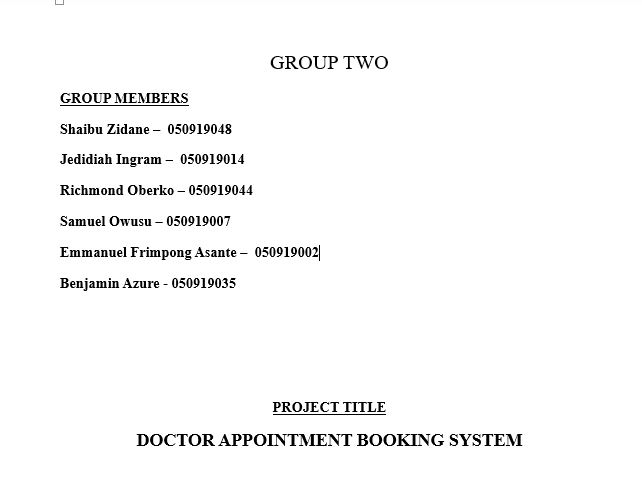 GROUP TWO
GROUP MEMBERS
Shaibu Zidane – 050919048
Jedidiah Ingram – 050919014
Richmond Oberko – 050919044
Samuel Owusu – 050919007
Emmanuel Frimpong Asante – 050919002
Benjamin Azure - 050919035
PROJECT TITLE
DOCTOR APPOINTMENT BOOKING SYSTEM